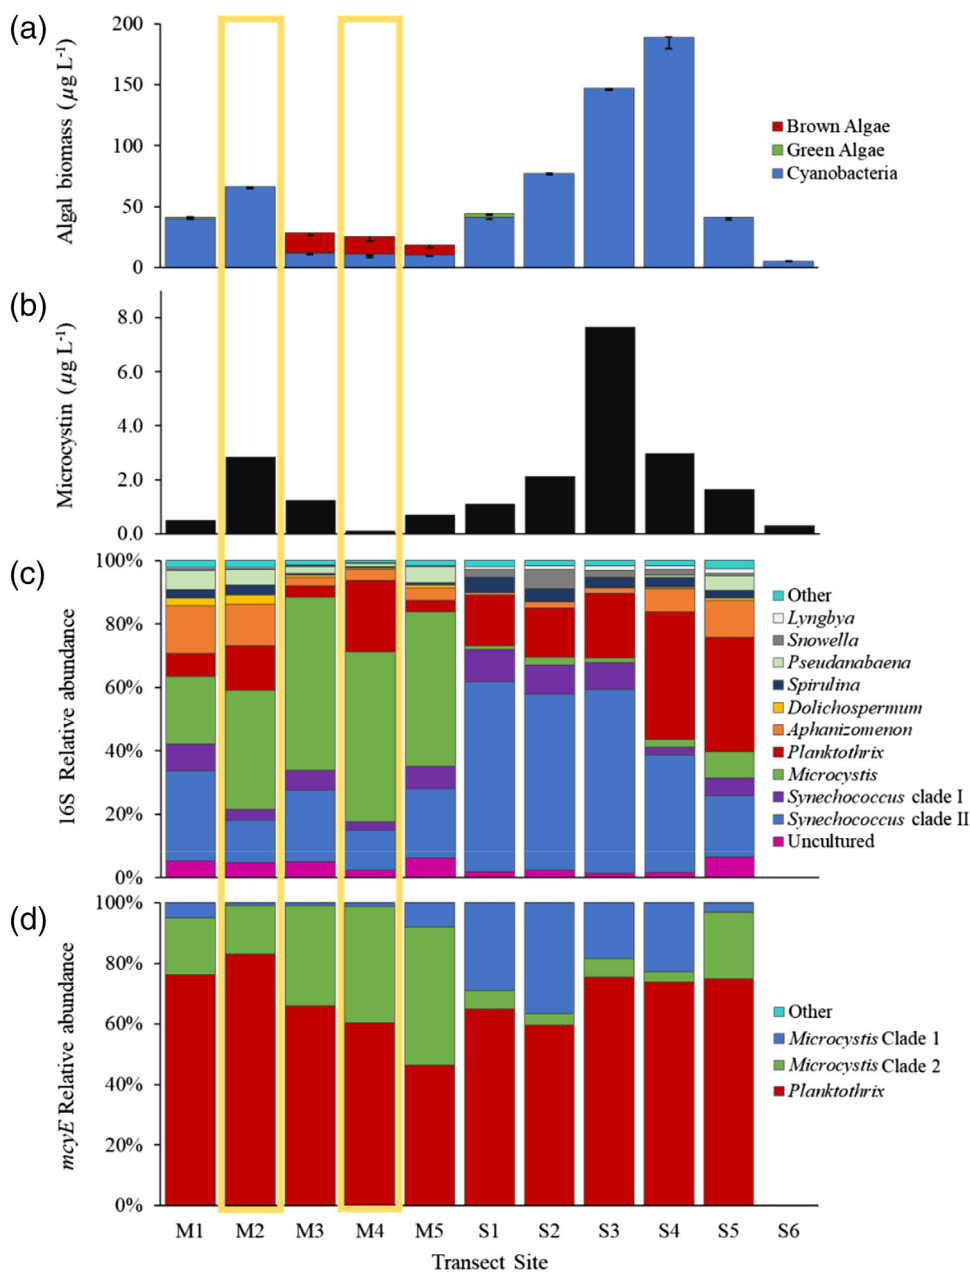 (a)
Algal biomass (µg L-1)
200
150
100
50
0
Brown Algae
Green Algae
Cyanobacteria
(b)
Microcystin (µg L-1)
8.0
6.0
4.0
2.0
0.0
(c)
16S Relative abundance
100%
80%
60%
40%
20%
0%
Other
Lyngbya
Snowella
Pseudanabaena
Spirulina
Dolichospermum
Aphanizomenon
Planktothrix
Microcystis
Synechococcus clade I
Synechococcus clade II
Uncultured
(d)
mcyE Relative abundance
100%
80%
60%
40%
20%
0%
Other
Microcystis Clade 1
Microcystis Clade 2
Planktothrix
M1 M2 M3 M4 M5 S1 S2 S3 S4 S5 S6
Transect Site